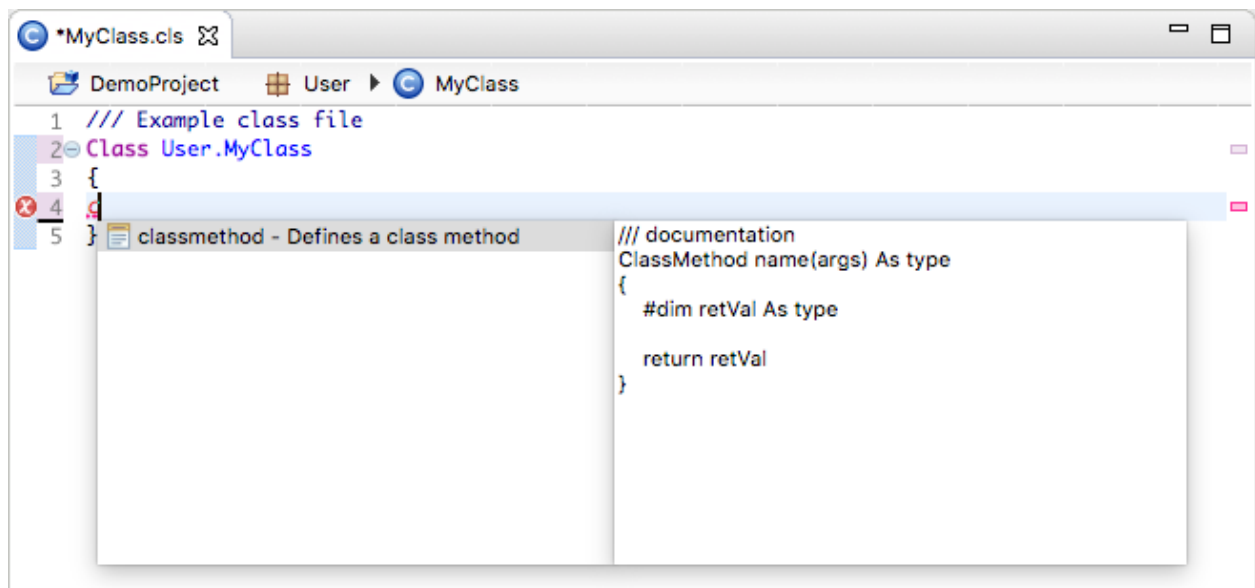 *MyClass.cls
DemoProject User MyClass
1 /// Example class file
2 Class User.MyClass
3 {
4 c
5 }
classmethod - Defines a class method
/// documentation
ClassMethod name(args) As type
{
#dim retVal As type
return retVal
}